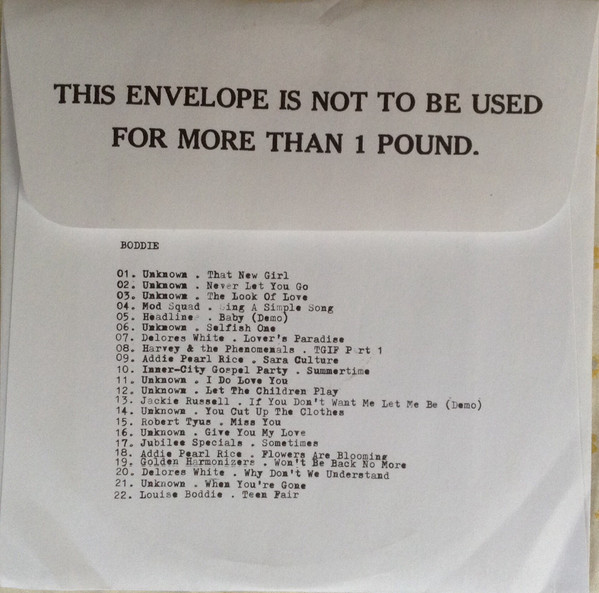 THIS ENVELOPE IS NOT TO BE USED
FOR MORE THAN 1 POUND.
BODDIE
01. Unknown . That New Girl
02. Unknown . Never Let You Go
03. Unknown . The Look Of Love
04. Mod Squad . ing A Simple Song
05. Headline . Baby (Demo)
06. Unknown . Selfish One
07. Delores White . Lover's Paradise
08. Harvey & the Phenomenals . TGIF P rt 1
09. Addie Pearl Rice . Sara Culture
10. Inner-City Gospel Party . Summertime
11. Unknown . I Do Love You
12. Unknown . Let The Children Play
13. Jackie Russell . If You Don't Want Me Let Me Be (Demo)
14. Unknown . You Cut Up The Clothes
15. Robert Tyus . Miss You
16. Unknown . Give You My Love
17. Jubilee Specials . Sometimes
18. Addie Pearl Rice . Flowers Are Blooming
19. Golden Harmonizers . Won't Be Back No More
20. Delores White . Why Don't We Understand
21. Unknown . When You're Gone
22. Louise Boddie . Teen Fair